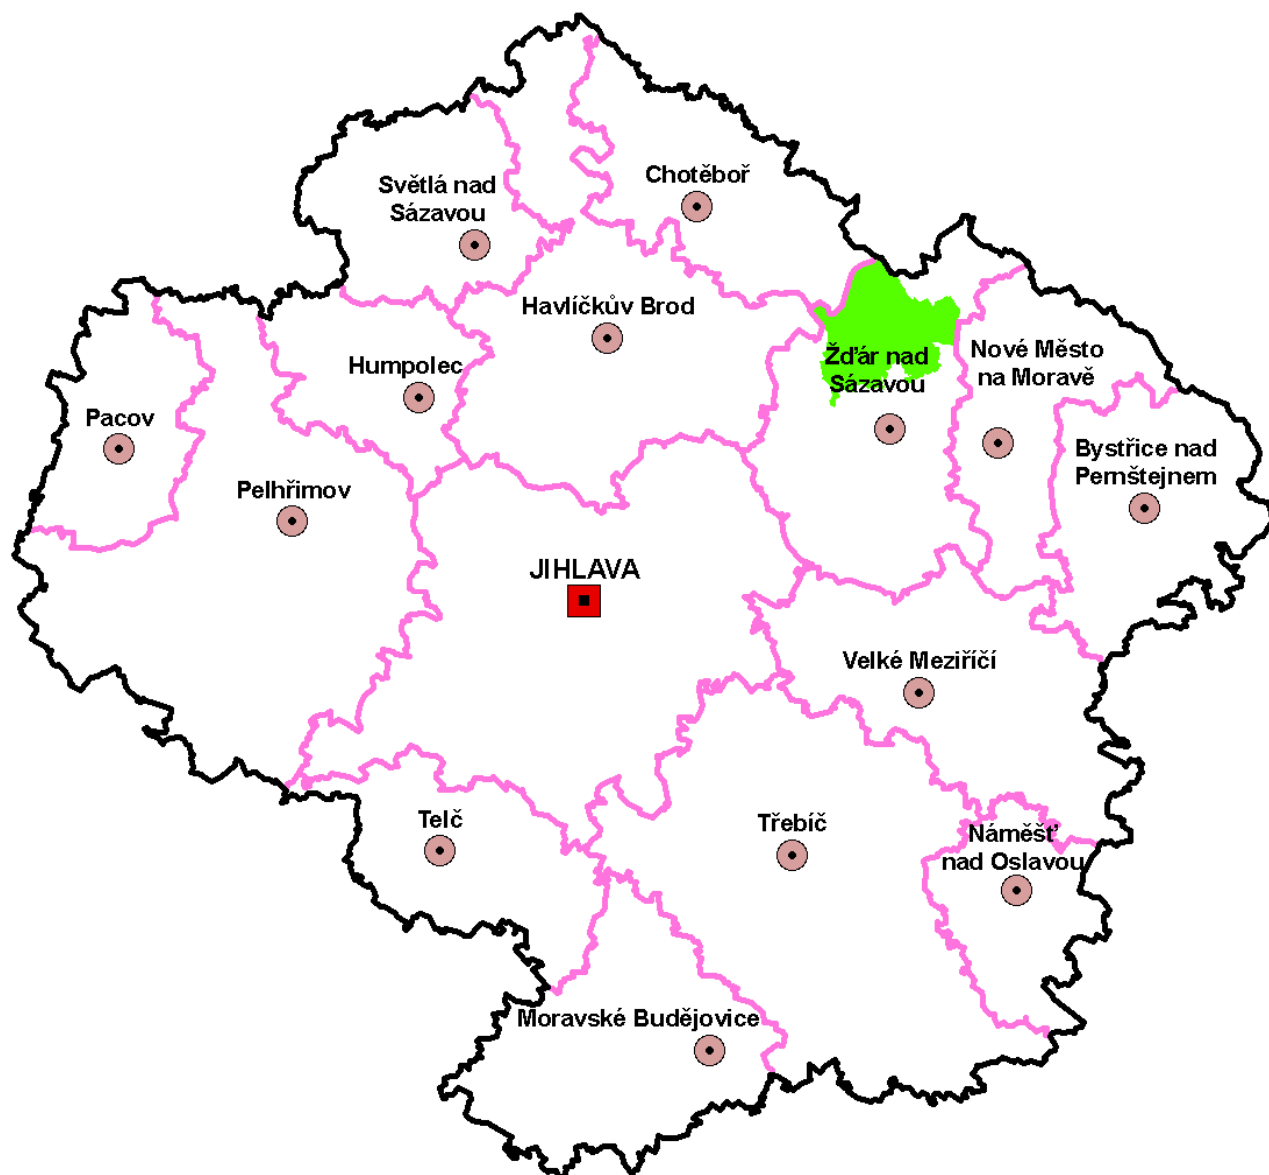 Chotěboř
Světlá nad
Sázavou
Havlíčkův Brod
Nové Město
na Moravě
Žďár nad
Sázavou
Humpolec
Pacov
Bystřice nad
Pernštejnem
Pelhřimov
JIHLAVA
Velké Meziříčí
Telč
Třebíč
Náměšť
nad Oslavou
Moravské Budějovice